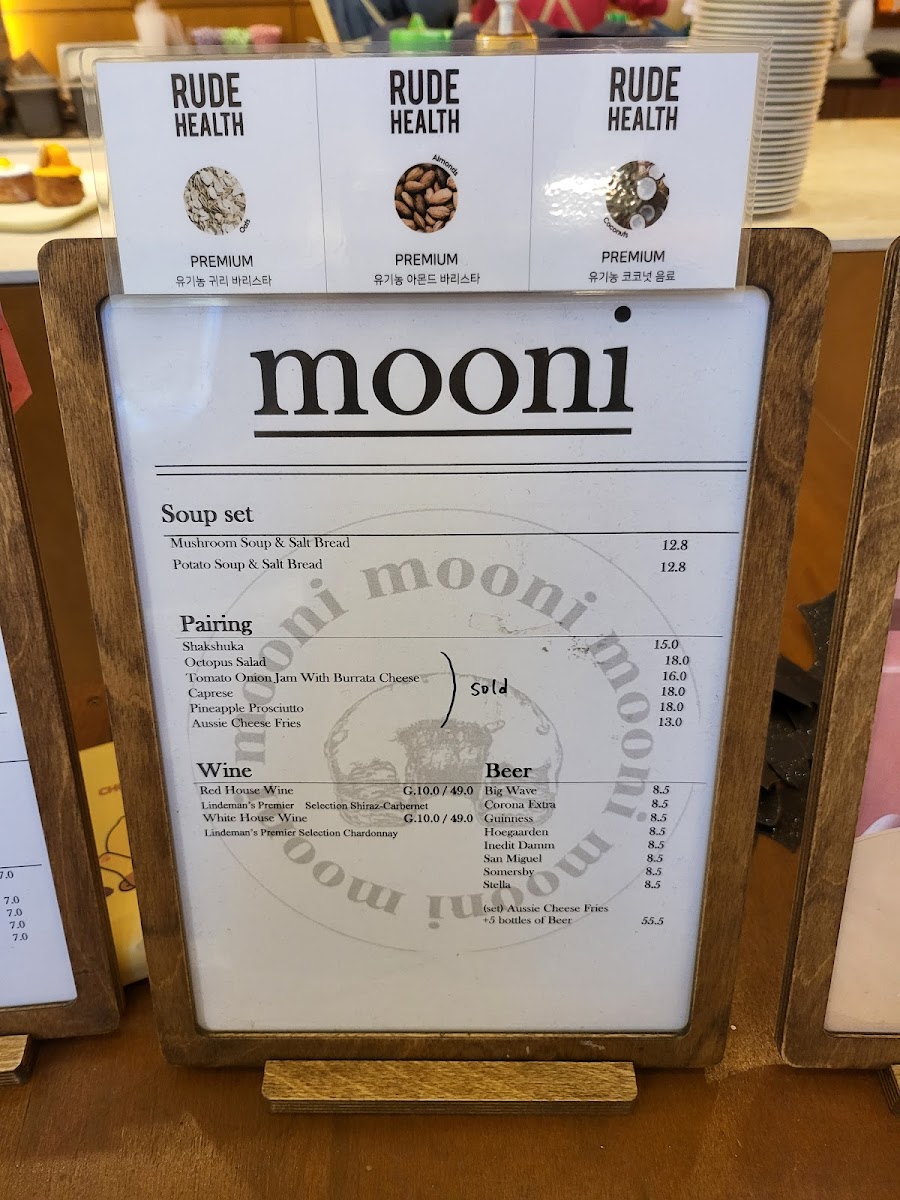 RUDE
HEALTH
Oats
PREMIUM
유기농 귀리 바리스타
RUDE
HEALTH
Almonds
PREMIUM
유기농 아몬드 바리스타
RUDE
HEALTH
Coconuts
PREMIUM
유기농 코코넛 음료
mooni
Soup set
Mushroom Soup & Salt Bread 12.8
Potato Soup & Salt Bread 12.8
Pairing
Shakshuka 15.0
Octopus Salad 18.0
Tomato Onion Jam With Burrata Cheese 16.0
Caprese 18.0
Pineapple Prosciutto 18.0
Aussie Cheese Fries 13.0
sold
Wine
Red House Wine G.10.0 / 49.0
Lindeman's Premier Selection Shiraz-Carbernet
White House Wine G.10.0 / 49.0
Lindeman's Premier Selection Chardonnay
Beer
Big Wave 8.5
Corona Extra 8.5
Guinness 8.5
Hoegaarden 8.5
Inedit Damm 8.5
San Miguel 8.5
Somersby 8.5
Stella 8.5
(set) Aussie Cheese Fries
+5 bottles of Beer 55.5
mooni mooni mooni mooni mooni mooni
7.0
7.0
7.0
7.0
7.0